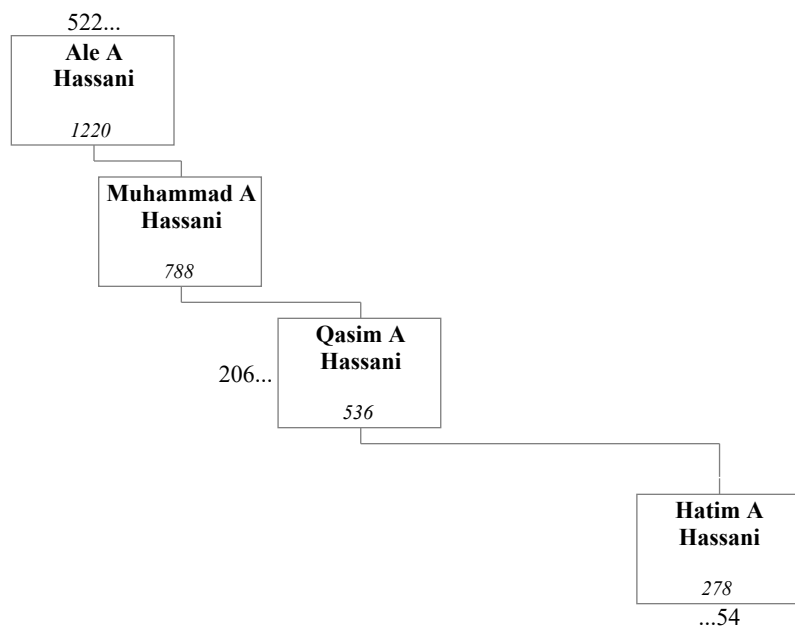 522...
Ale A
Hassani
1220
Muhammad A
Hassani
788
Qasim A
Hassani
206...
536
Hatim A
Hassani
278
...54